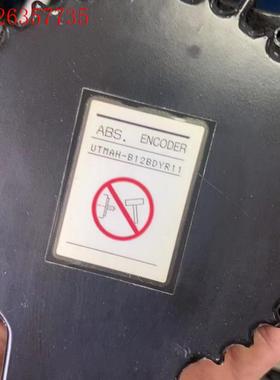 26357735
ABS. ENCODER
UTMAH-B12BDYR11